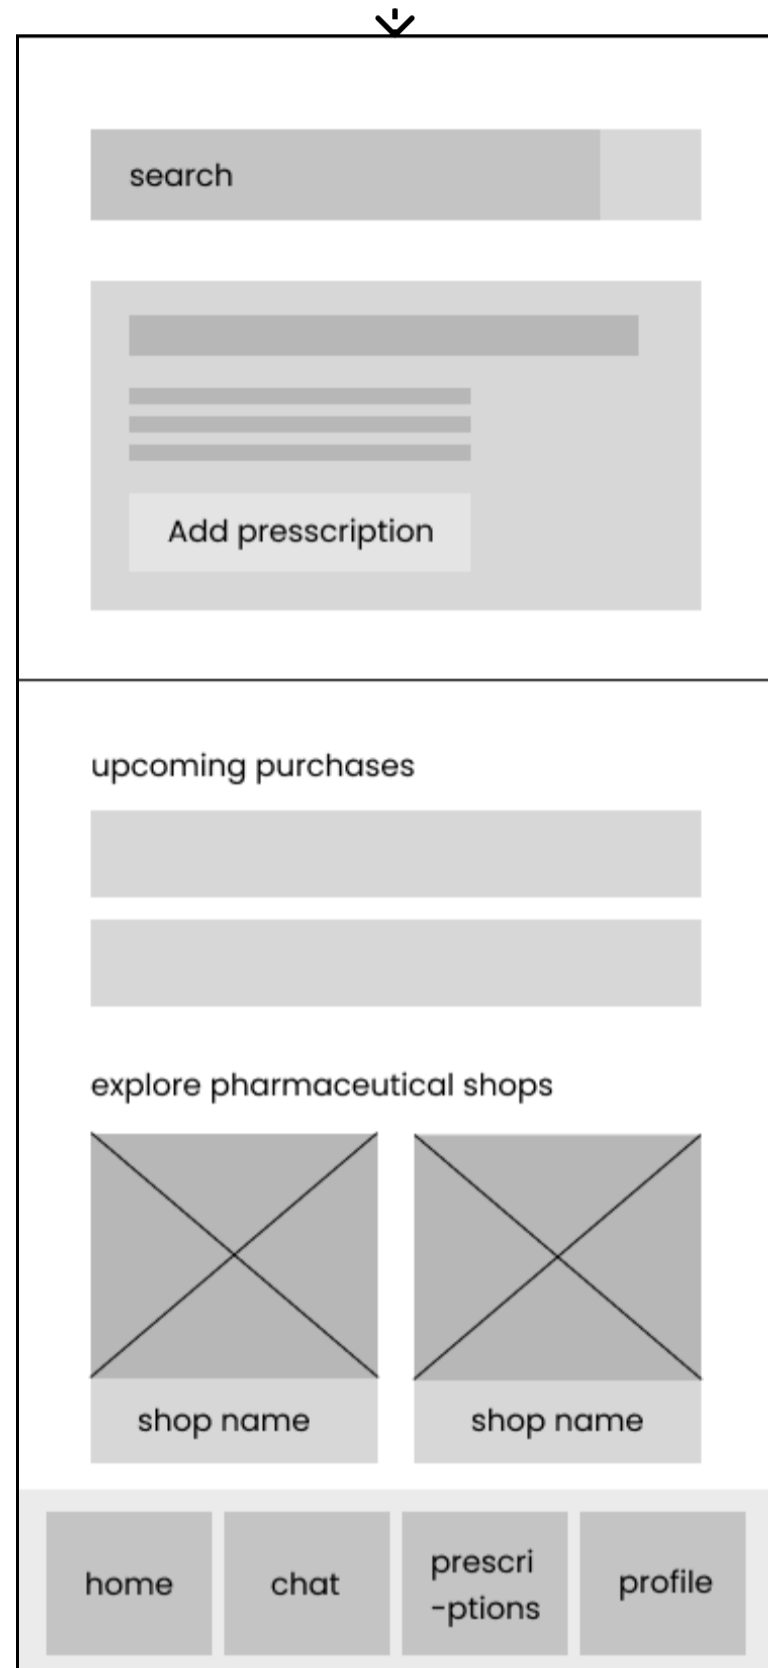 search
Add presscription
upcoming purchases
explore pharmaceutical shops
shop name
shop name
home
chat
prescri
-ptions
profile